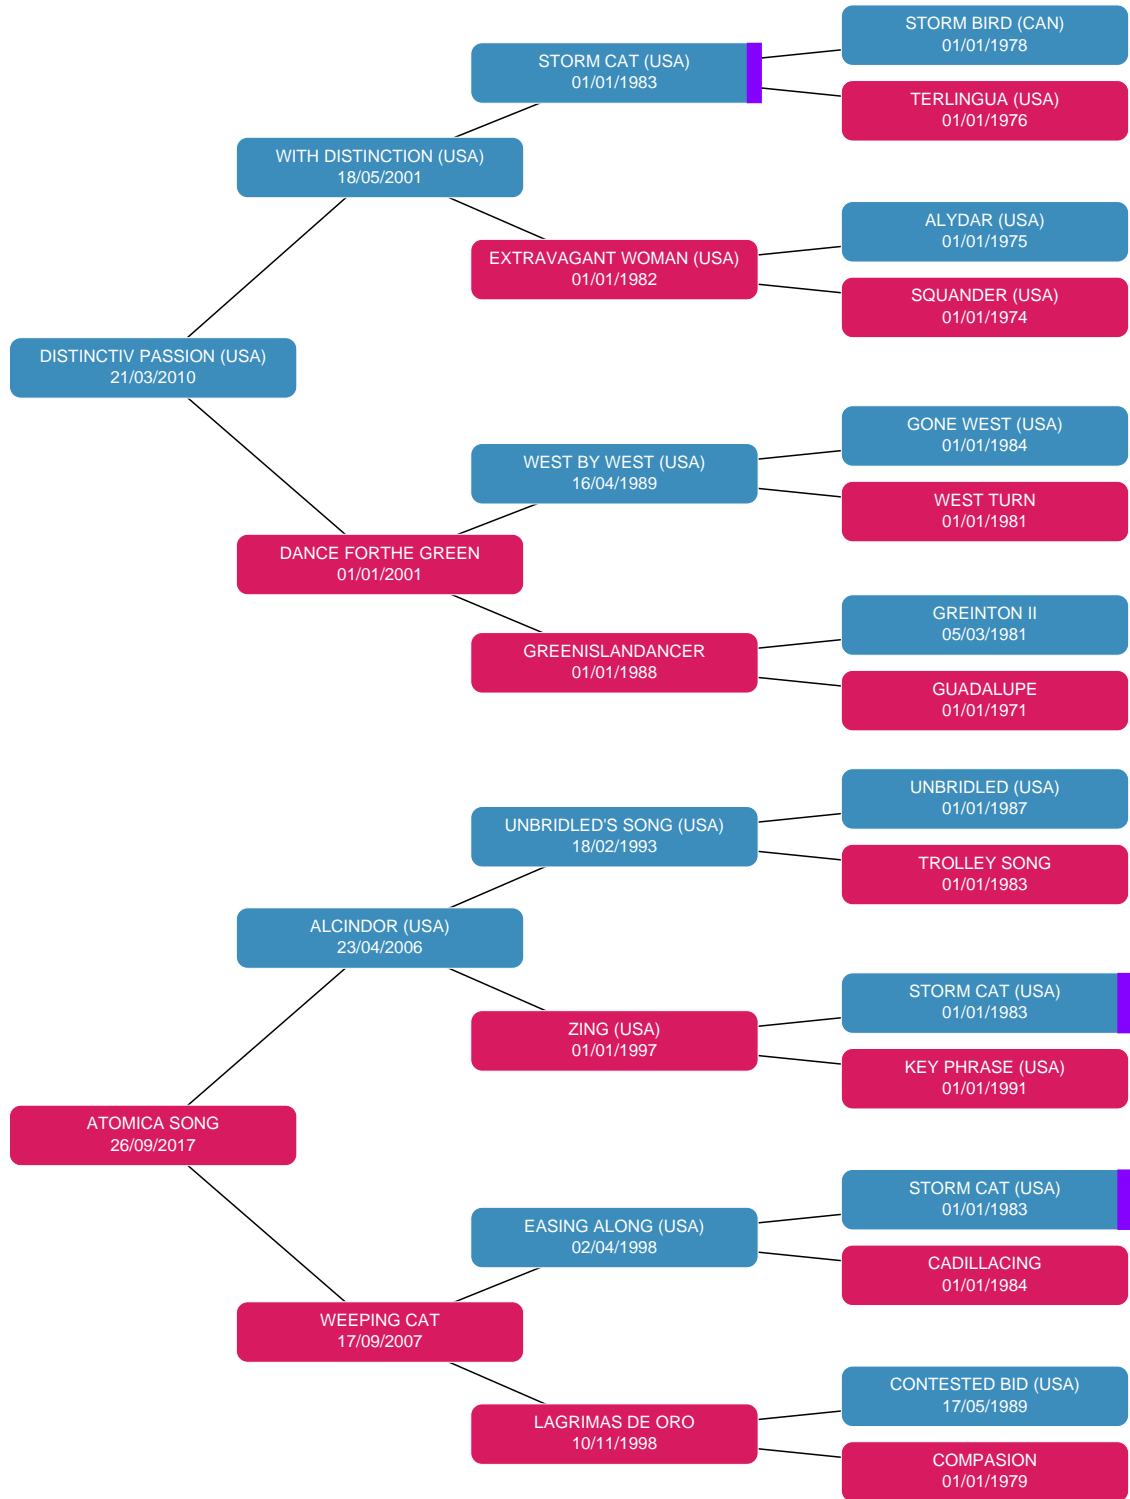 STORM BIRD (CAN)
01/01/1978
STORM CAT (USA)
01/01/1983
TERLINGUA (USA)
01/01/1976
WITH DISTINCTION (USA)
18/05/2001
ALYDAR (USA)
01/01/1975
EXTRAVAGANT WOMAN (USA)
01/01/1982
SQUANDER (USA)
01/01/1974
DISTINCTIV PASSION (USA)
21/03/2010
GONE WEST (USA)
01/01/1984
WEST BY WEST (USA)
16/04/1989
WEST TURN
01/01/1981
DANCE FORTHE GREEN
01/01/2001
GREINTON II
05/03/1981
GREENISLANDANCER
01/01/1988
GUADALUPE
01/01/1971
UNBRIDLED (USA)
01/01/1987
UNBRIDLED'S SONG (USA)
18/02/1993
TROLLEY SONG
01/01/1983
ALCINDOR (USA)
23/04/2006
STORM CAT (USA)
01/01/1983
ZING (USA)
01/01/1997
KEY PHRASE (USA)
01/01/1991
ATOMICA SONG
26/09/2017
STORM CAT (USA)
01/01/1983
EASING ALONG (USA)
02/04/1998
CADILLACING
01/01/1984
WEEPING CAT
17/09/2007
CONTESTED BID (USA)
17/05/1989
LAGRIMAS DE ORO
10/11/1998
COMPASION
01/01/1979